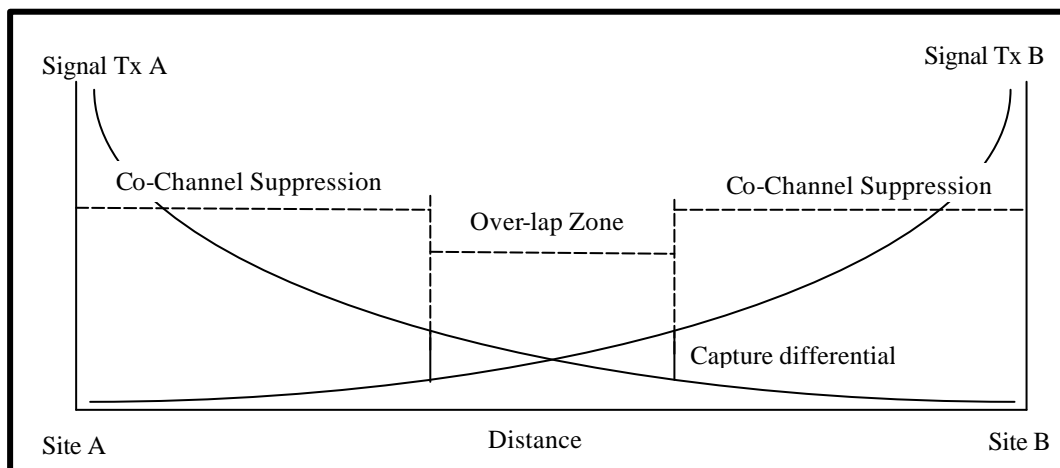 Signal Tx A
Signal Tx B
Co-Channel Suppression
Co-Channel Suppression
Over-lap Zone
Capture differential
Site A
Distance
Site B